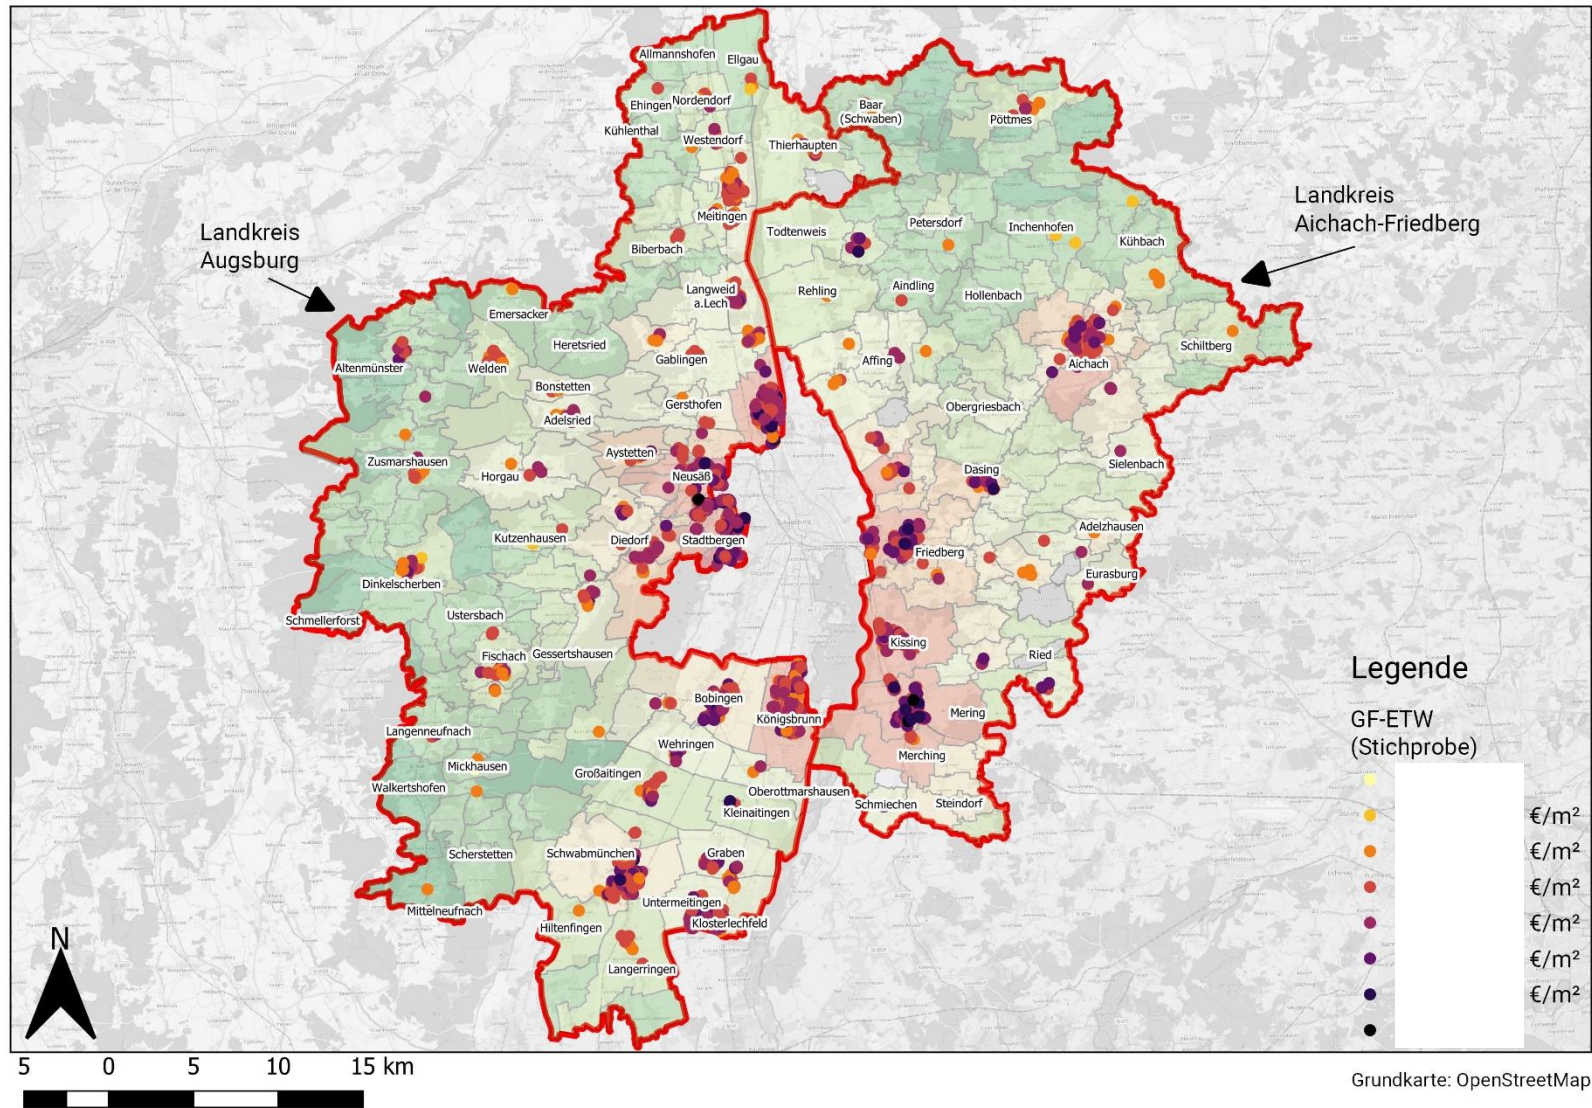 Allmannshofen
Ellgau
Ehingen
Nordendorf
Kühlenthal
Westendorf
Thierhaupten
Baar
(Schwaben)
Pöttmes
Landkreis
Augsburg
Landkreis
Aichach-Friedberg
Meitingen
Biberbach
Todtenweis
Petersdorf
Inchenhofen
Kühbach
Langweid
a.Lech
Rehling
Aindling
Hollenbach
Emersacker
Heretsried
Gablingen
Affing
Aichach
Schiltberg
Altenmünster
Welden
Bonstetten
Adelsried
Gersthofen
Obergriesbach
Aystetten
Zusmarshausen
Horgau
Neusäß
Dasing
Sielenbach
Kutzenhausen
Diedorf
Stadtbergen
Augsburg
Friedberg
Adelzhausen
Eurasburg
Dinkelscherben
Schmellerforst
Ustersbach
Fischach
Gessertshausen
Kissing
Ried
Bobingen
Königsbrunn
Mering
Langenneufnach
Wehringen
Merching
Mickhausen
Walkertshofen
Großaitingen
Oberottmarshausen
Kleinaitingen
Schmiechen
Steindorf
Scherstetten
Schwabmünchen
Graben
Mittelneufnach
Untermeitingen
Hiltenfingen
Klosterlechfeld
Langerringen
Legende
GF-ETW
(Stichprobe)
€/m²
€/m²
€/m²
€/m²
€/m²
€/m²
N
5 0 5 10 15 km
Grundkarte: OpenStreetMap